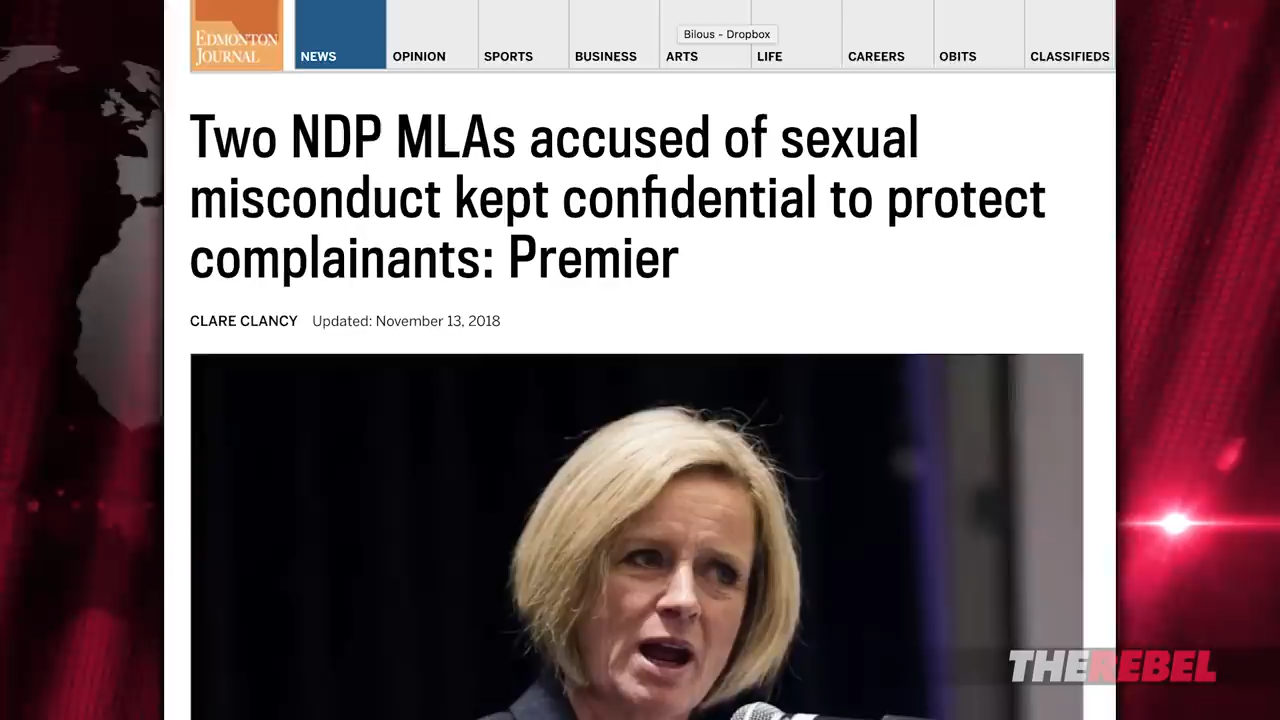 EDMONTON
JOURNAL
NEWS
OPINION
SPORTS
BUSINESS
ARTS
LIFE
CAREERS
OBITS
CLASSIFIEDS
Bilous - Dropbox
Two NDP MLAs accused of sexual
misconduct kept confidential to protect
complainants: Premier
CLARE CLANCY Updated: November 13, 2018
THEREBEL